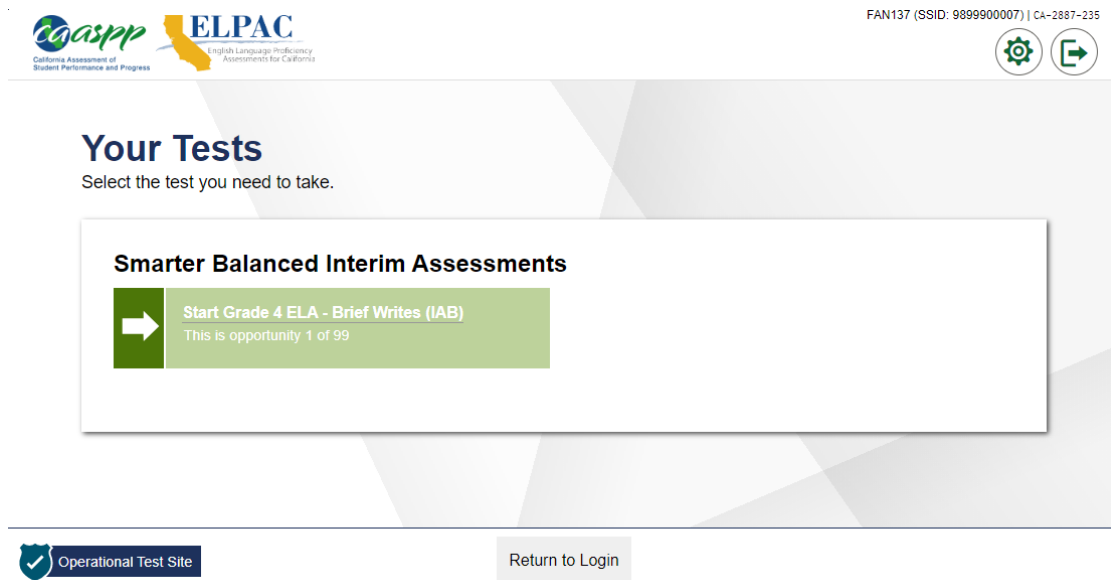 FAN137 (SSID: 9899900007) | CA-2887-235
caaspp
California Assessment of
Student Performance and Progress
ELPAC
English Language Proficiency
Assessments for California
Your Tests
Select the test you need to take.
Smarter Balanced Interim Assessments
Start Grade 4 ELA - Brief Writes (IAB)
This is opportunity 1 of 99
Operational Test Site
Return to Login